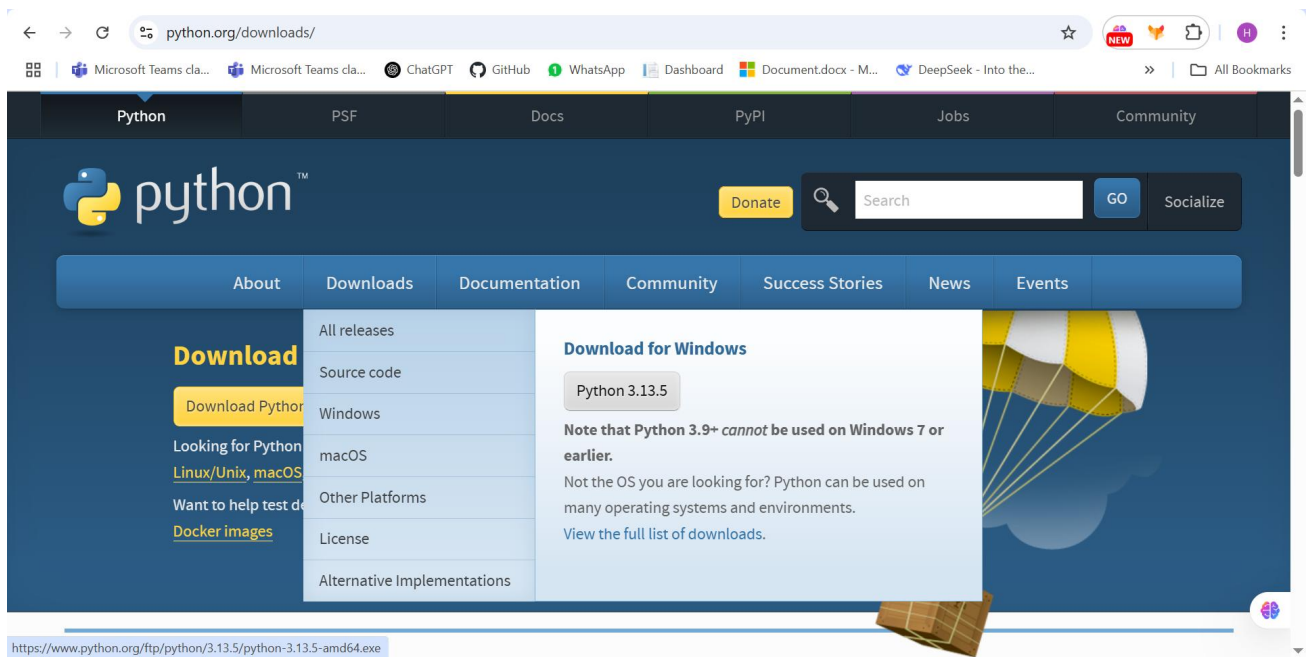 python.org/downloads/
NEW
H
Microsoft Teams cla...
Microsoft Teams cla...
ChatGPT
GitHub
1
WhatsApp
Dashboard
Document.docx - M...
DeepSeek - Into the...
»
All Bookmarks
Python PSF Docs PyPI Jobs Community
python™
Donate
Search
GO
Socialize
About Downloads Documentation Community Success Stories News Events
Download
Download Python
Looking for Python
Linux/Unix, macOS
Want to help test de
Docker images
All releases
Source code
Windows
macOS
Other Platforms
License
Alternative Implementations
Download for Windows
Python 3.13.5
Note that Python 3.9+ cannot be used on Windows 7 or
earlier.
Not the OS you are looking for? Python can be used on
many operating systems and environments.
View the full list of downloads.
https://www.python.org/ftp/python/3.13.5/python-3.13.5-amd64.exe